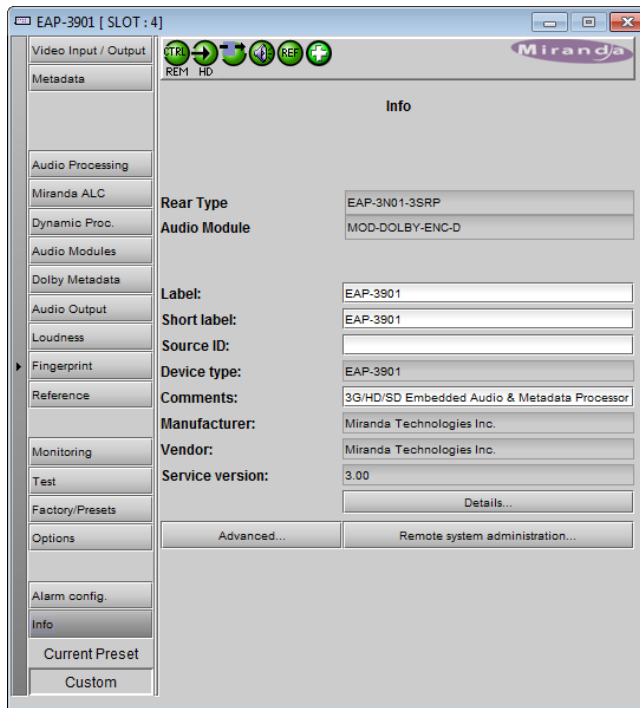 EAP-3901 [ SLOT : 4]
Video Input / Output
Metadata
Audio Processing
Miranda ALC
Dynamic Proc.
Audio Modules
Dolby Metadata
Audio Output
Loudness
Fingerprint
Reference
Monitoring
Test
Factory/Presets
Options
Alarm config.
Info
Current Preset
Custom
CTRL REF
REM HD
Miranda
Info
Rear Type EAP-3N01-3SRP
Audio Module MOD-DOLBY-ENC-D
Label: EAP-3901
Short label: EAP-3901
Source ID:
Device type: EAP-3901
Comments: 3G/HD/SD Embedded Audio & Metadata Processor
Manufacturer: Miranda Technologies Inc.
Vendor: Miranda Technologies Inc.
Service version: 3.00
Details...
Advanced... Remote system administration...